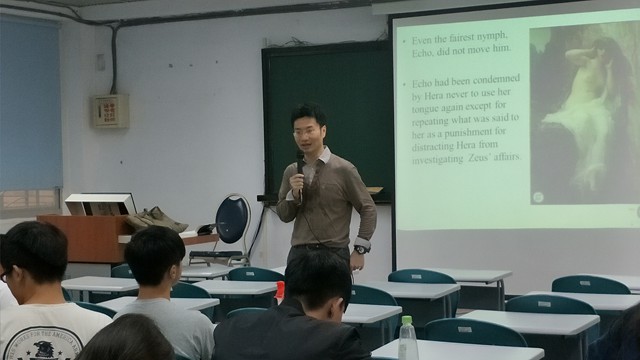 • Even the fairest nymph,
Echo, did not move him.
• Echo had been condemned
by Hera never to use her
tongue again except for
repeating what was said to
her as a punishment for
distracting Hera from
investigating Zeus' affairs.